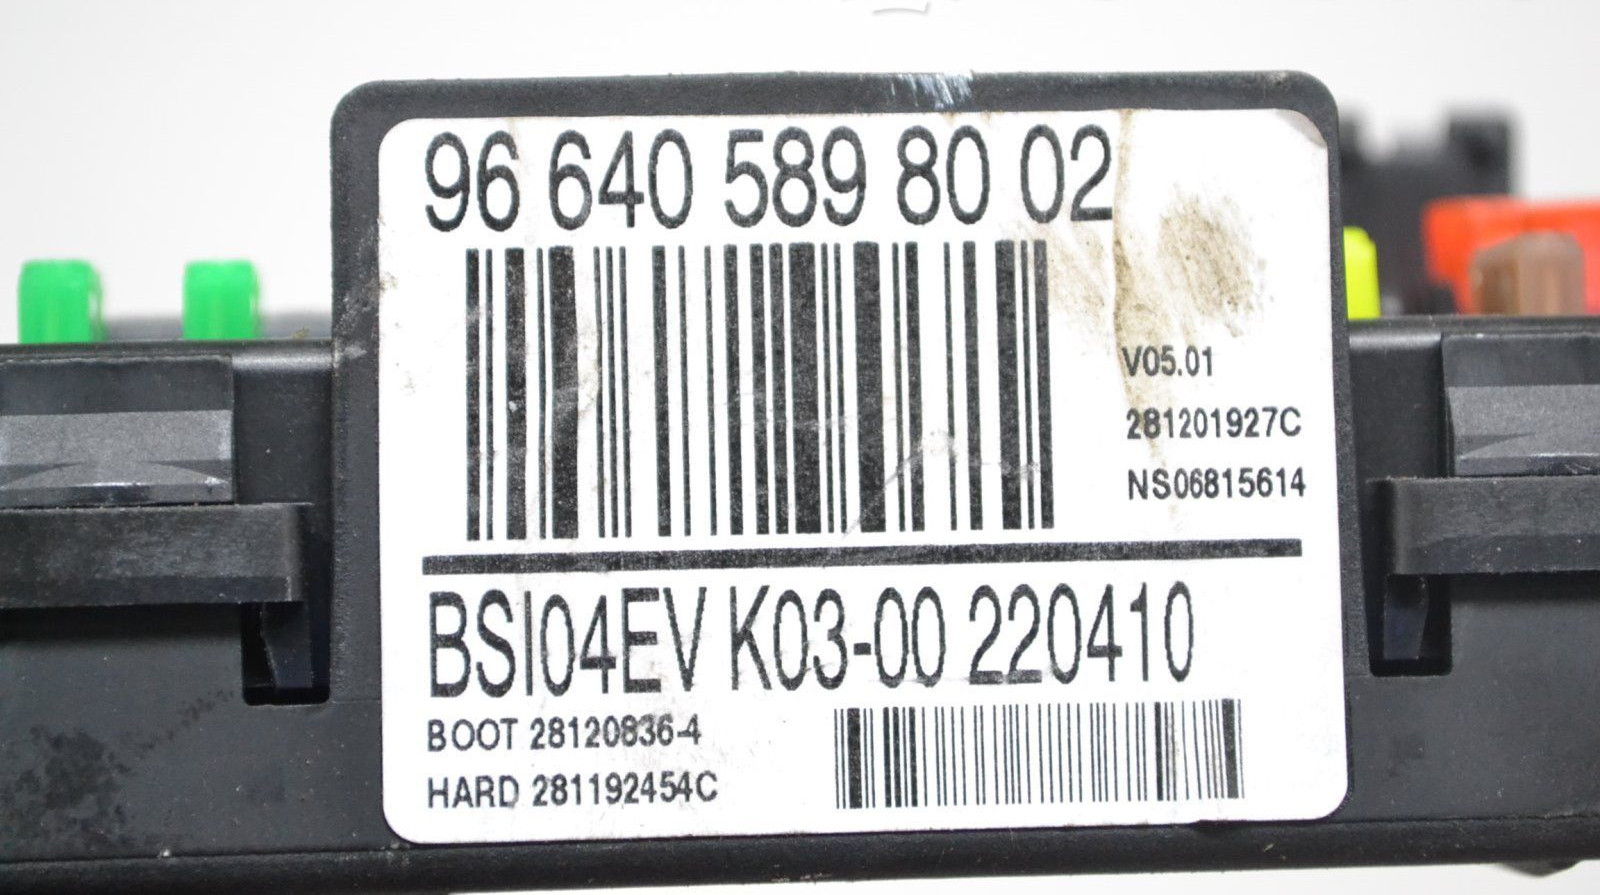 96 640 589 80 02
V05.01
281201927C
NS06815614
BSI04EV K03-00 220410
BOOT 28120836-4
HARD 281192454C